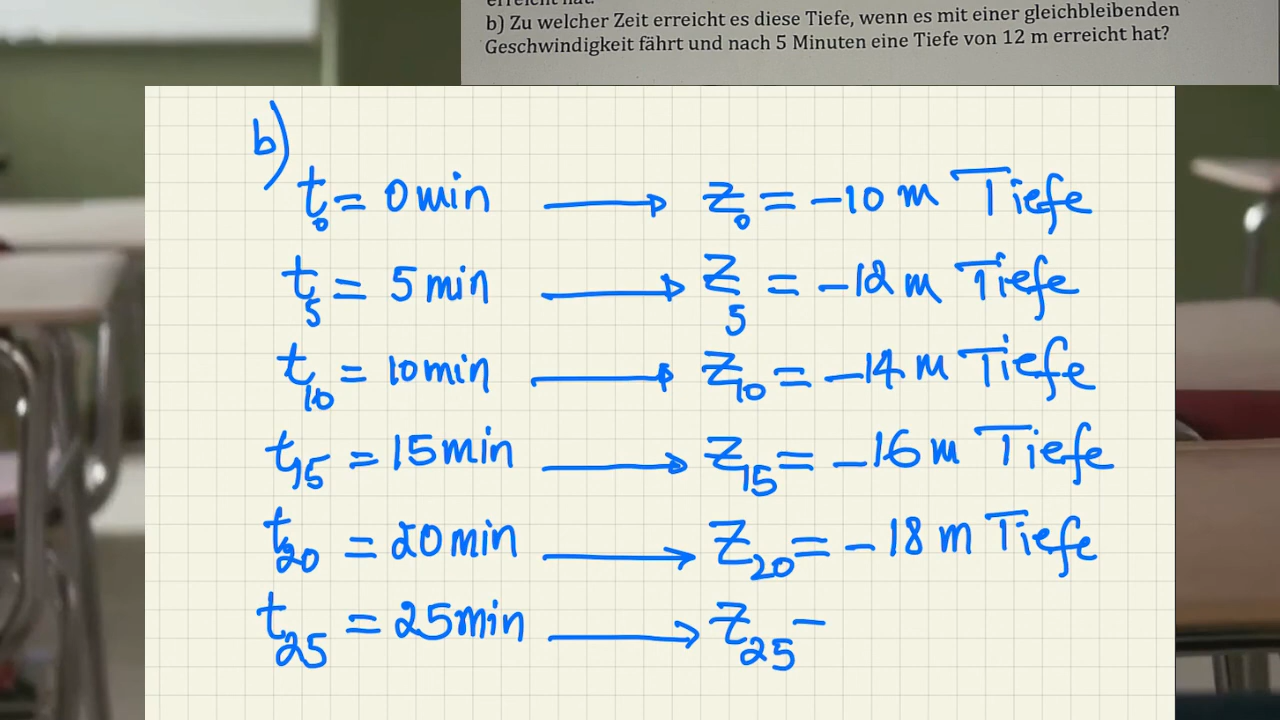 b) Zu welcher Zeit erreicht es diese Tiefe, wenn es mit einer gleichbleibenden
Geschwindigkeit fährt und nach 5 Minuten eine Tiefe von 12 m erreicht hat?
b)
t₀ = 0 min → z₀ = -10 m Tiefe
t₅ = 5 min → z₅ = -12 m Tiefe
t₁₀ = 10 min → z₁₀ = -14 m Tiefe
t₁₅ = 15 min → z₁₅ = -16 m Tiefe
t₂₀ = 20 min → z₂₀ = -18 m Tiefe
t₂₅ = 25 min → z₂₅ -